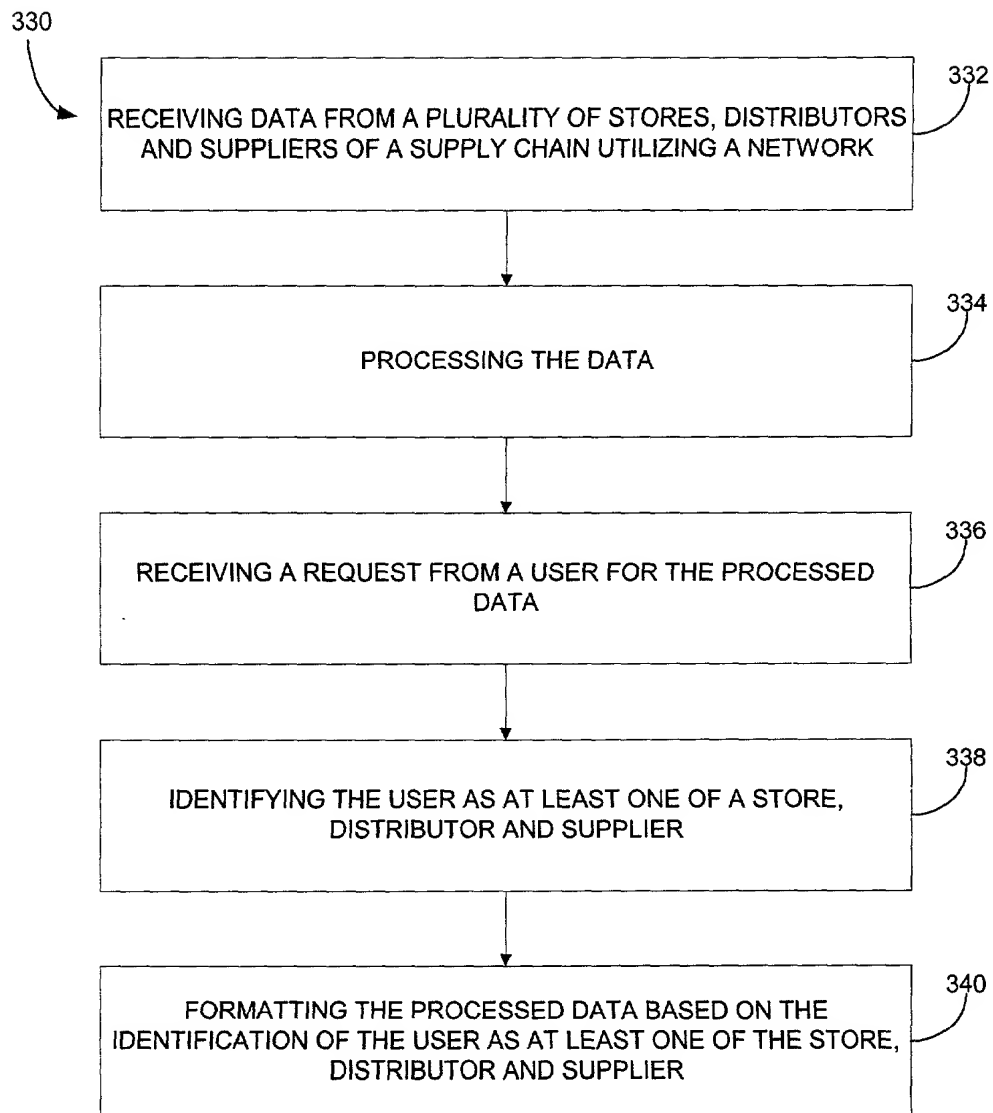 330
332
RECEIVING DATA FROM A PLURALITY OF STORES, DISTRIBUTORS
AND SUPPLIERS OF A SUPPLY CHAIN UTILIZING A NETWORK
334
PROCESSING THE DATA
336
RECEIVING A REQUEST FROM A USER FOR THE PROCESSED
DATA
338
IDENTIFYING THE USER AS AT LEAST ONE OF A STORE,
DISTRIBUTOR AND SUPPLIER
340
FORMATTING THE PROCESSED DATA BASED ON THE
IDENTIFICATION OF THE USER AS AT LEAST ONE OF THE STORE,
DISTRIBUTOR AND SUPPLIER